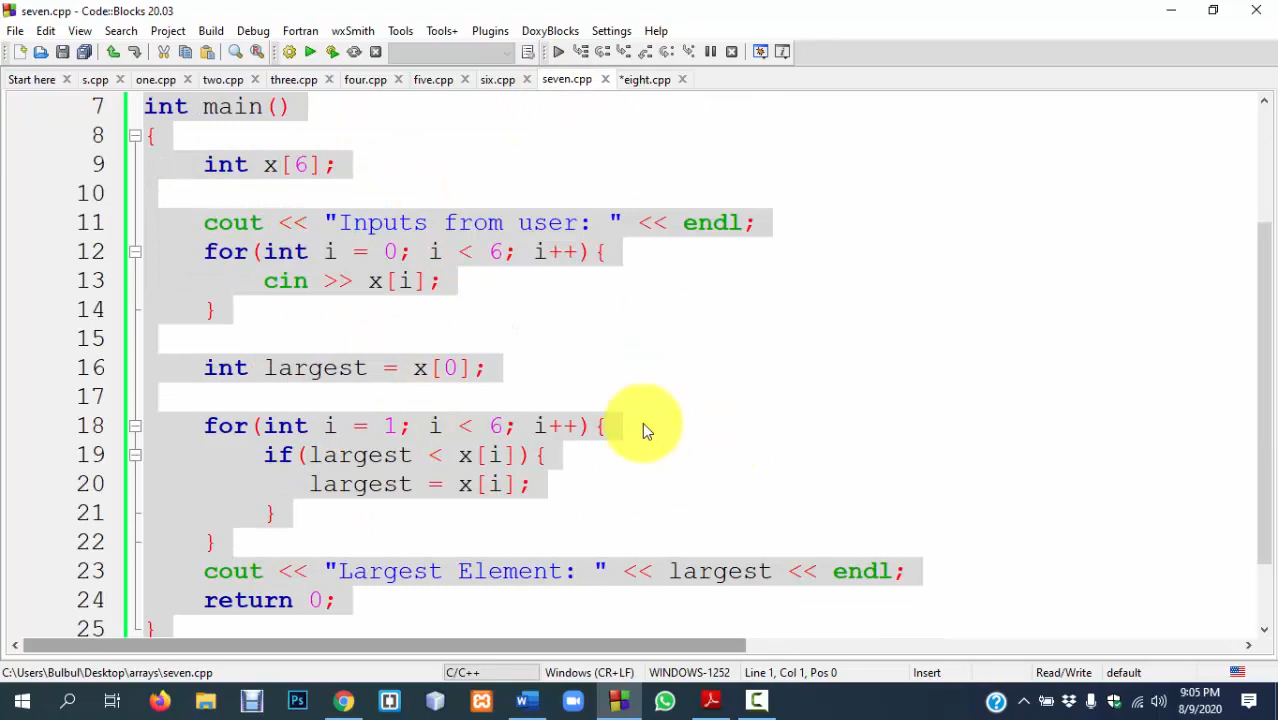 seven.cpp - Code::Blocks 20.03
File Edit View Search Project Build Debug Fortran wxSmith Tools Tools+ Plugins DoxyBlocks Settings Help
Start here s.cpp one.cpp two.cpp three.cpp four.cpp five.cpp six.cpp seven.cpp *eight.cpp
7 int main()
8 {
9 int x[6];
10
11 cout << "Inputs from user: " << endl;
12 for(int i = 0; i < 6; i++){
13 cin >> x[i];
14 }
15
16 int largest = x[0];
17
18 for(int i = 1; i < 6; i++){
19 if(largest < x[i]){
20 largest = x[i];
21 }
22 }
23 cout << "Largest Element: " << largest << endl;
24 return 0;
25 }
C:\Users\Bulbul\Desktop\arrays\seven.cpp C/C++ Windows (CR+LF) WINDOWS-1252 Line 1, Col 1, Pos 0 Insert Read/Write default
9:05 PM
8/9/2020